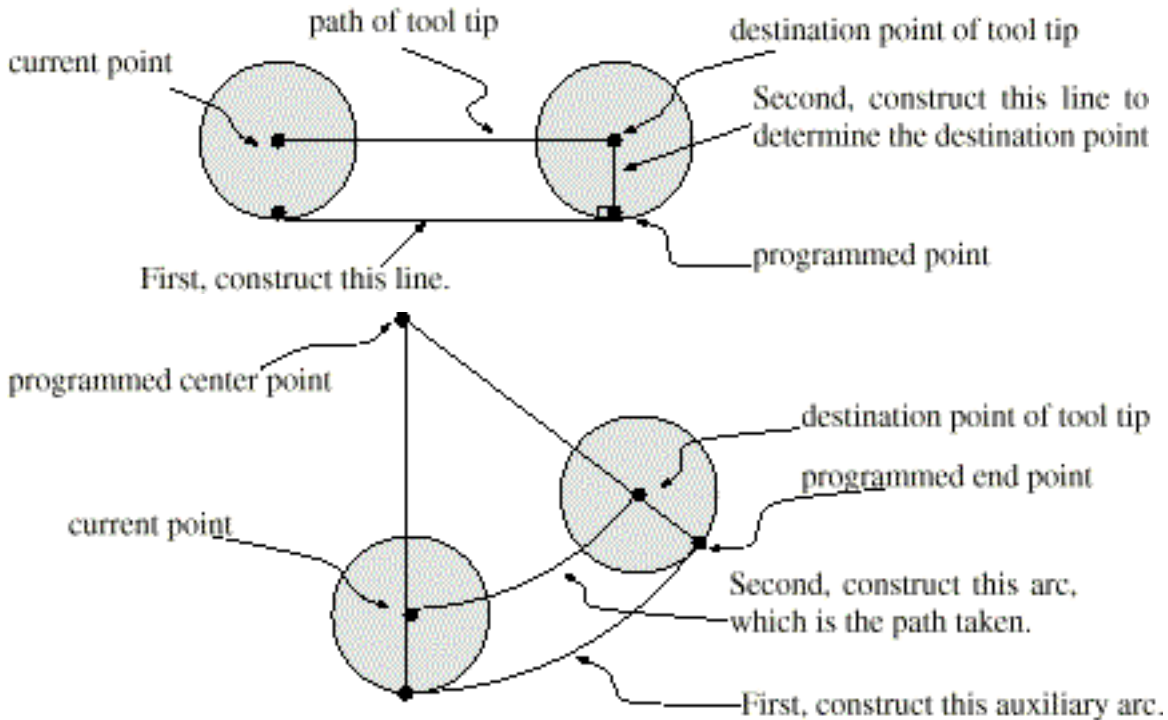 path of tool tip
destination point of tool tip
current point
Second, construct this line to
determine the destination point
programmed point
First, construct this line.
programmed center point
destination point of tool tip
programmed end point
current point
Second, construct this arc,
which is the path taken.
First, construct this auxiliary arc.